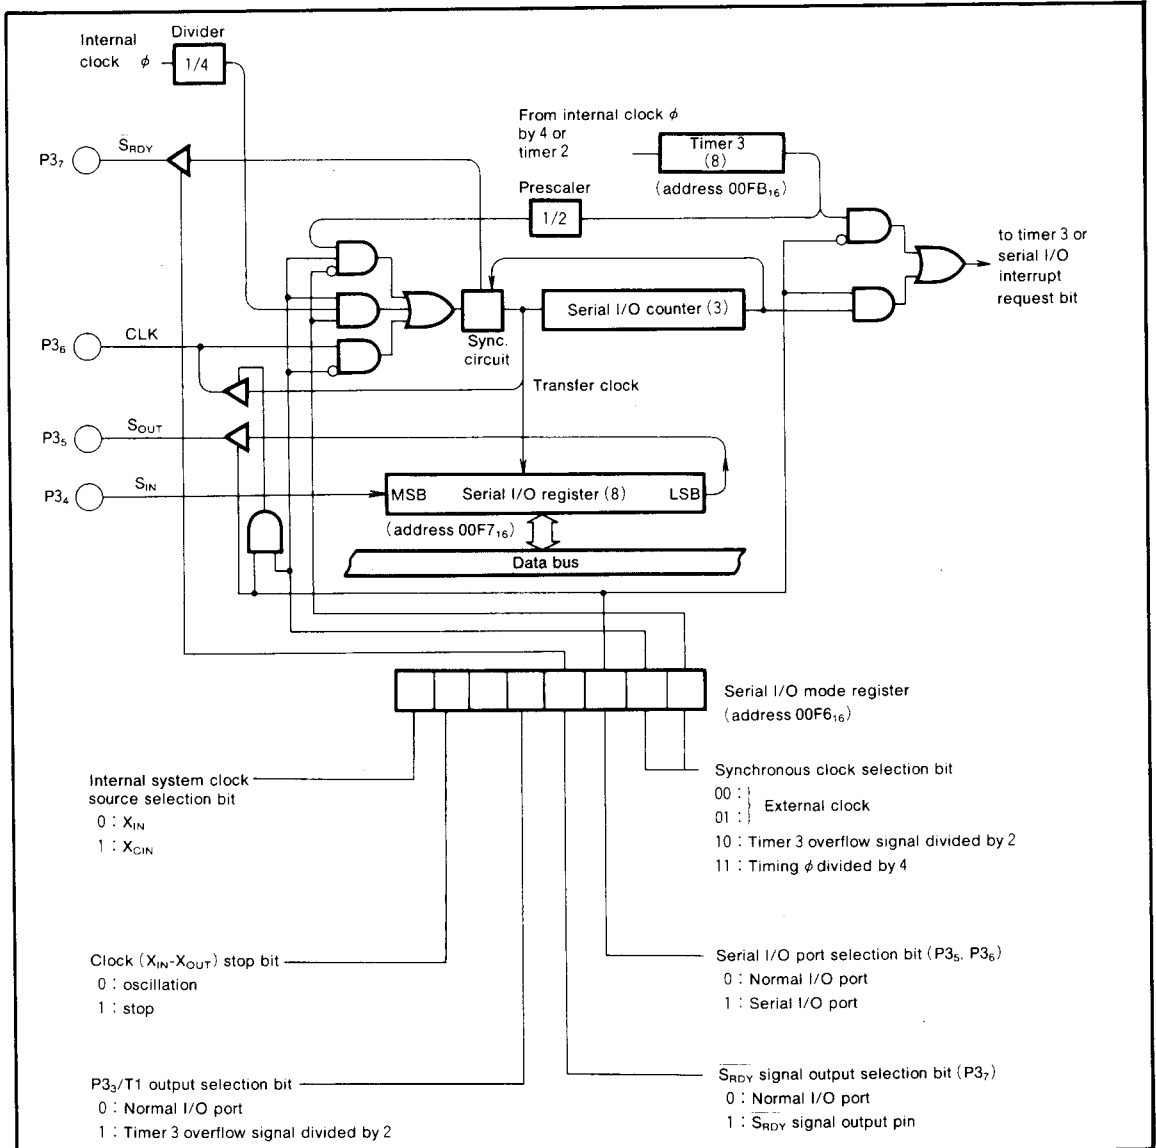 Divider
Internal
clock φ
1/4
From internal clock φ
by 4 or
timer 2
Timer 3
(8)
(address 00FB₁₆)
P3₇
S̅R̅D̅Y̅
Prescaler
1/2
to timer 3 or
serial I/O
interrupt
request bit
Serial I/O counter (3)
Sync.
circuit
P3₆
CLK
Transfer clock
P3₅
SOUT
P3₄
SIN
MSB Serial I/O register (8) LSB
(address 00F7₁₆)
Data bus
Serial I/O mode register
(address 00F6₁₆)
Internal system clock
source selection bit
0 : XIN
1 : XCIN
Synchronous clock selection bit
00 :
01 :
External clock
10 : Timer 3 overflow signal divided by 2
11 : Timing φ divided by 4
Clock (XIN-XOUT) stop bit
0 : oscillation
1 : stop
Serial I/O port selection bit (P3₅, P3₆)
0 : Normal I/O port
1 : Serial I/O port
P3₃/T1 output selection bit
0 : Normal I/O port
1 : Timer 3 overflow signal divided by 2
S̅R̅D̅Y̅ signal output selection bit (P3₇)
0 : Normal I/O port
1 : S̅R̅D̅Y̅ signal output pin